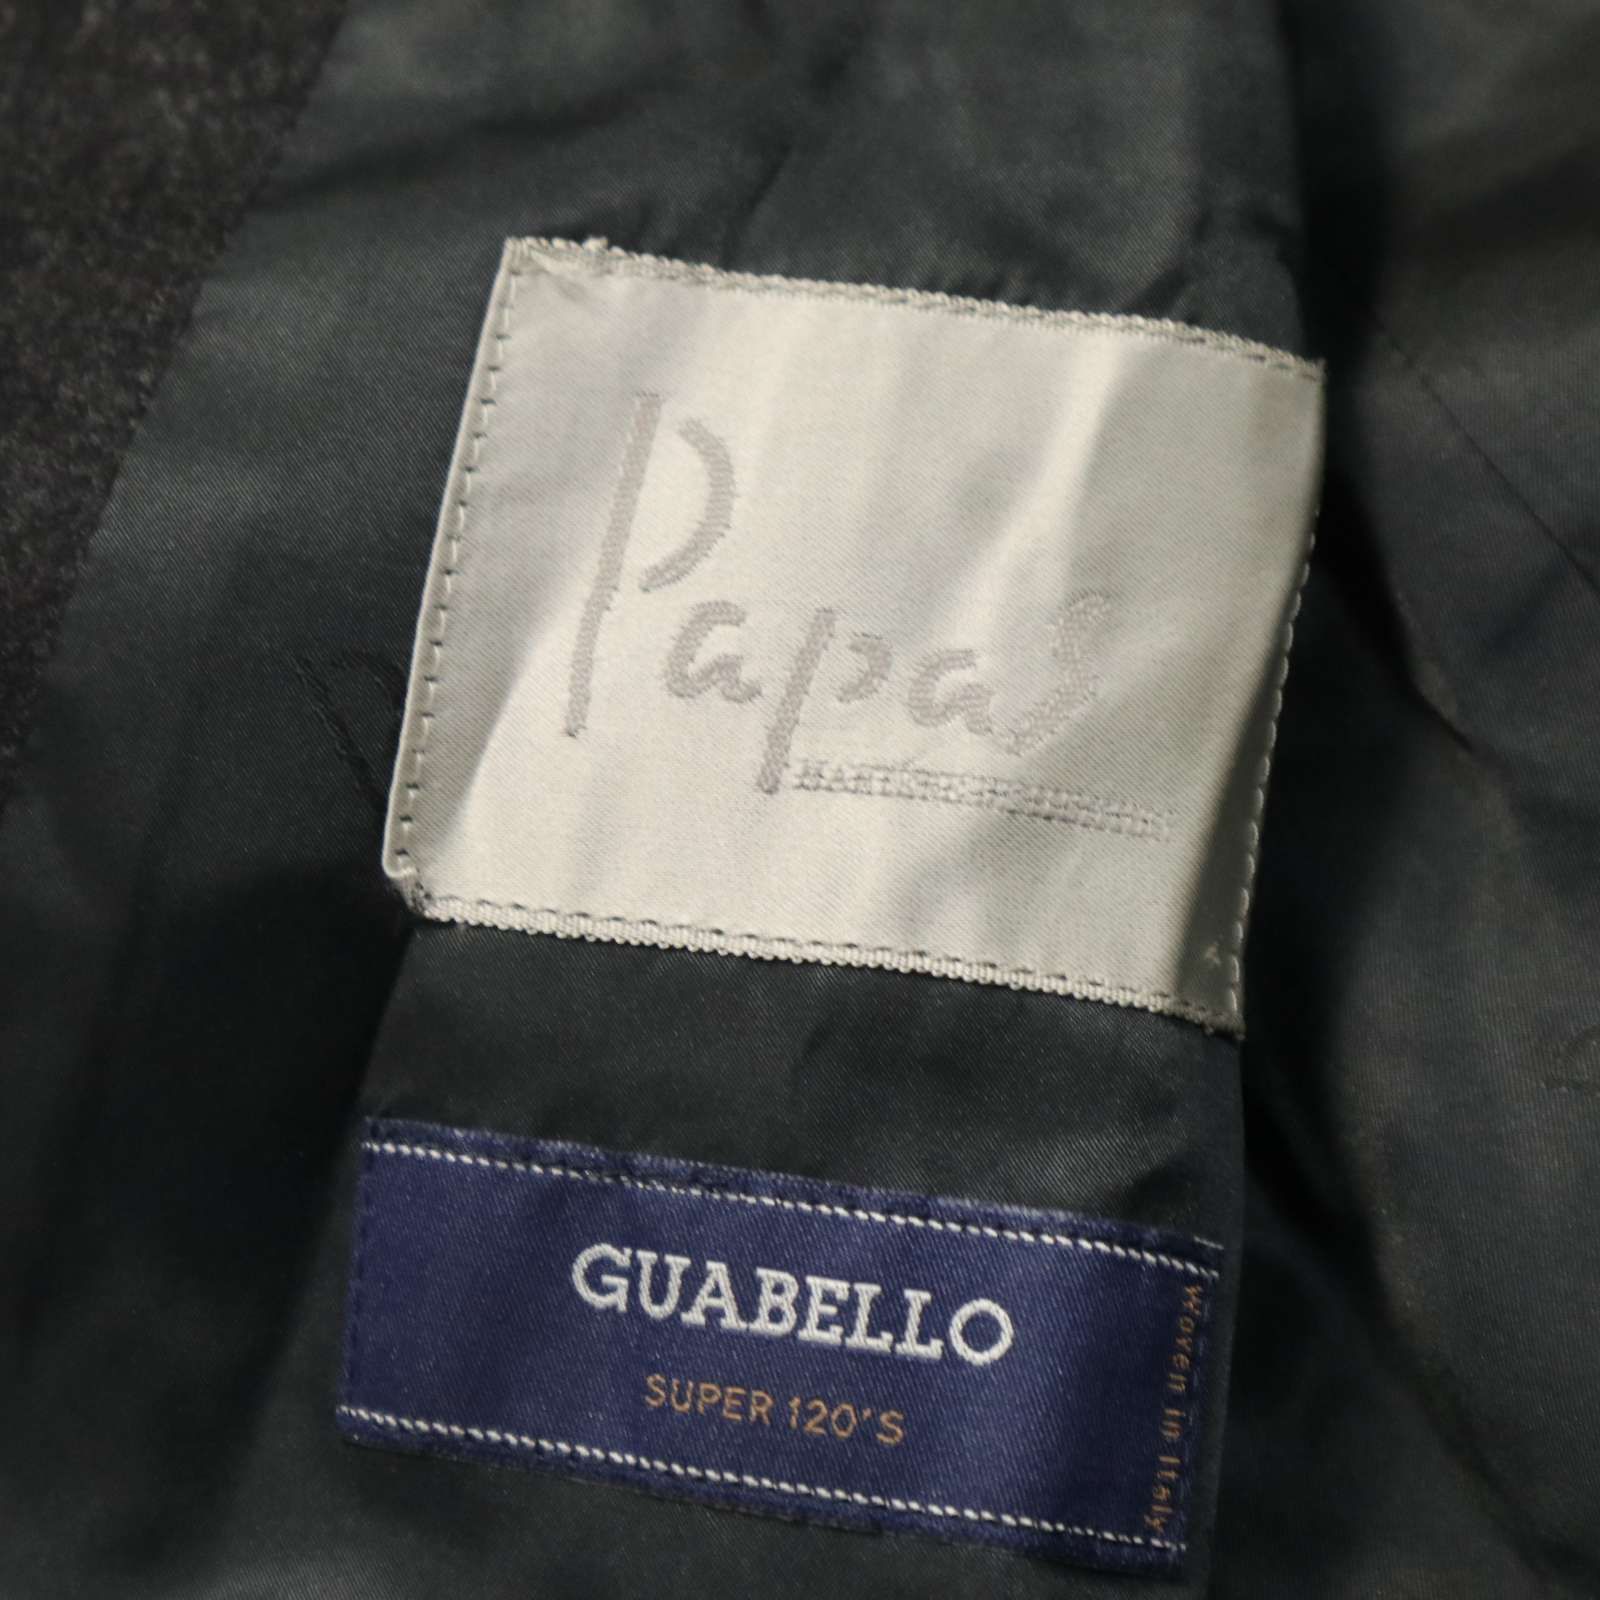 Papas
GUABELLO
SUPER 120'S
Woven in Italy